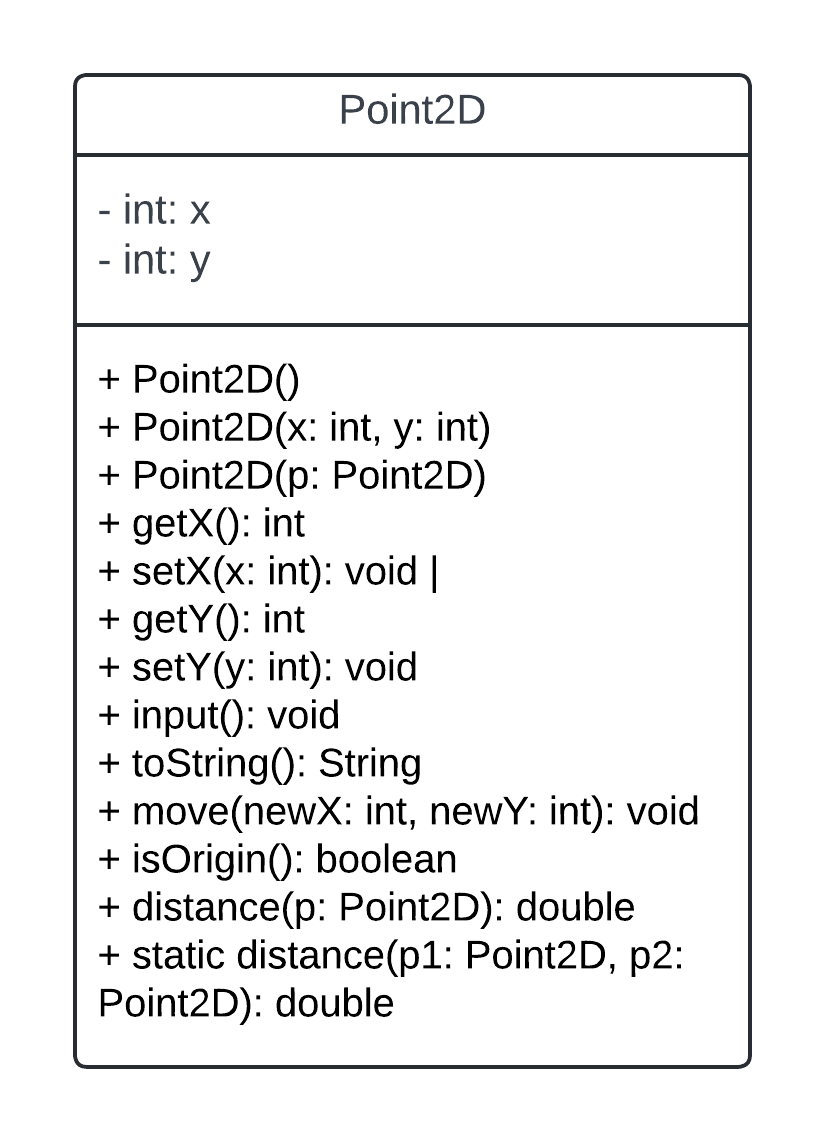 Point2D
- int: x
- int: y
+ Point2D()
+ Point2D(x: int, y: int)
+ Point2D(p: Point2D)
+ getX(): int
+ setX(x: int): void |
+ getY(): int
+ setY(y: int): void
+ input(): void
+ toString(): String
+ move(newX: int, newY: int): void
+ isOrigin(): boolean
+ distance(p: Point2D): double
+ static distance(p1: Point2D, p2:
Point2D): double